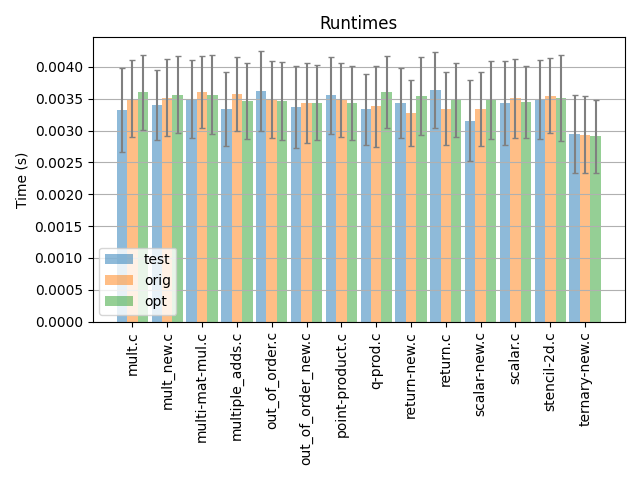 Runtimes
Time (s)
0.0040
0.0035
0.0030
0.0025
0.0020
0.0015
0.0010
0.0005
0.0000
test
orig
opt
mult.c
mult_new.c
multi-mat-mul.c
multiple_adds.c
out_of_order.c
out_of_order_new.c
point-product.c
q-prod.c
return-new.c
return.c
scalar-new.c
scalar.c
stencil-2d.c
ternary-new.c